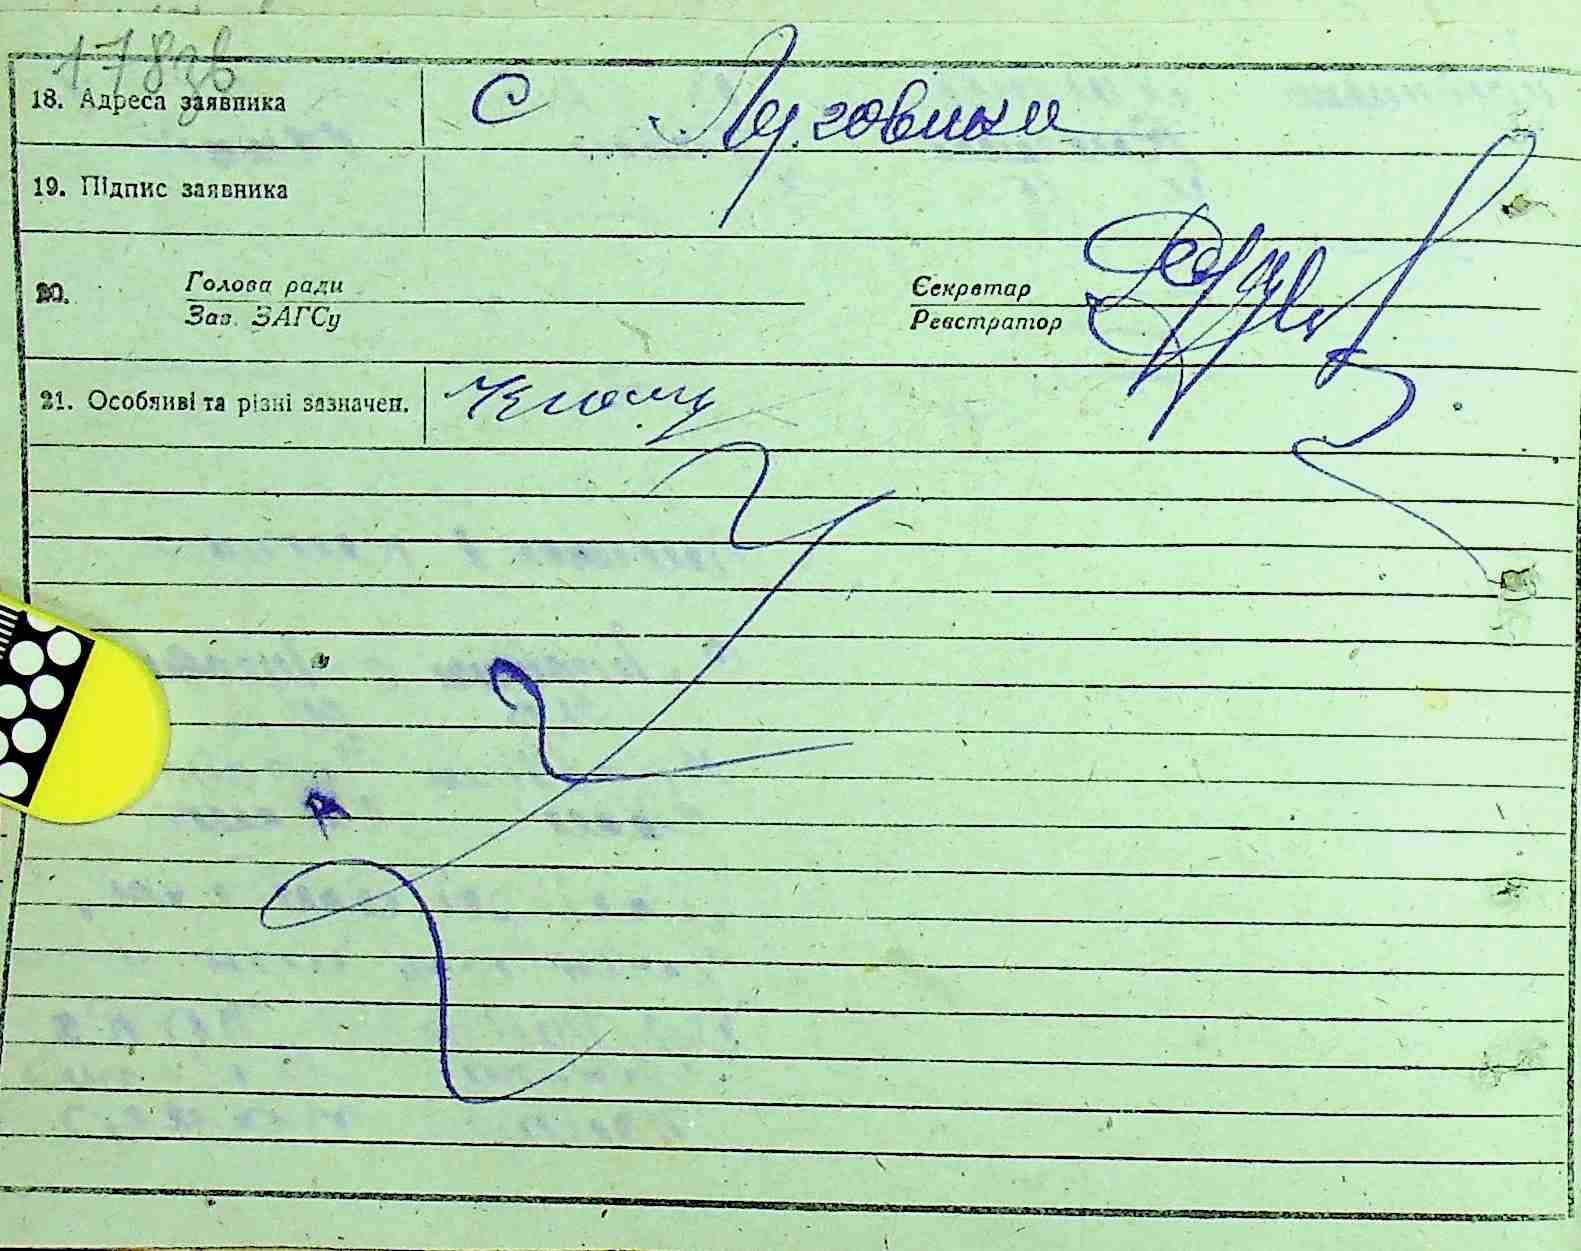 178зв
18. Адреса заявника С Луговики
19. Підпис заявника
20. Голова ради Секретар
Зав. ЗАГСу Реєстратор
21. Особливі та різні зазначен.